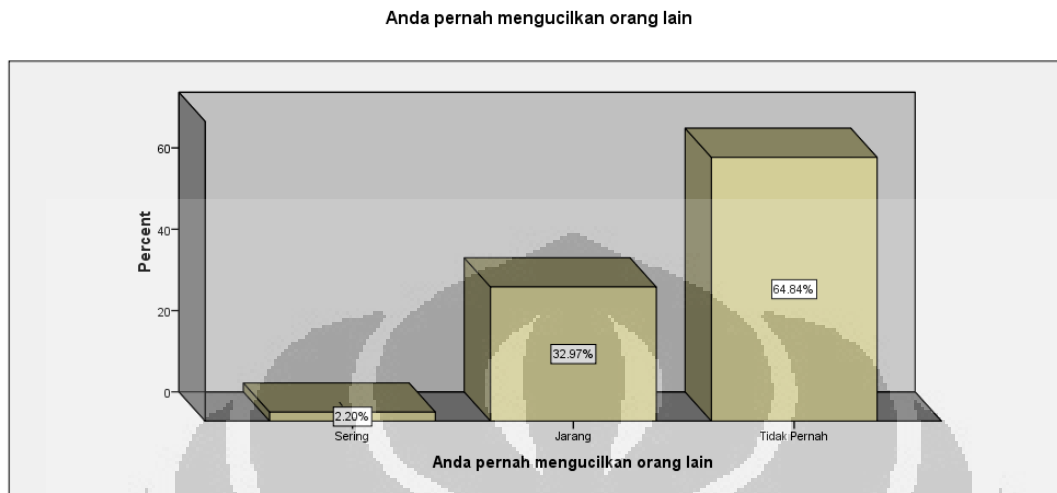 Anda pernah mengucilkan orang lain
60
40
20
0
Percent
2.20%
32.97%
64.84%
Sering
Jarang
Tidak Pernah
Anda pernah mengucilkan orang lain